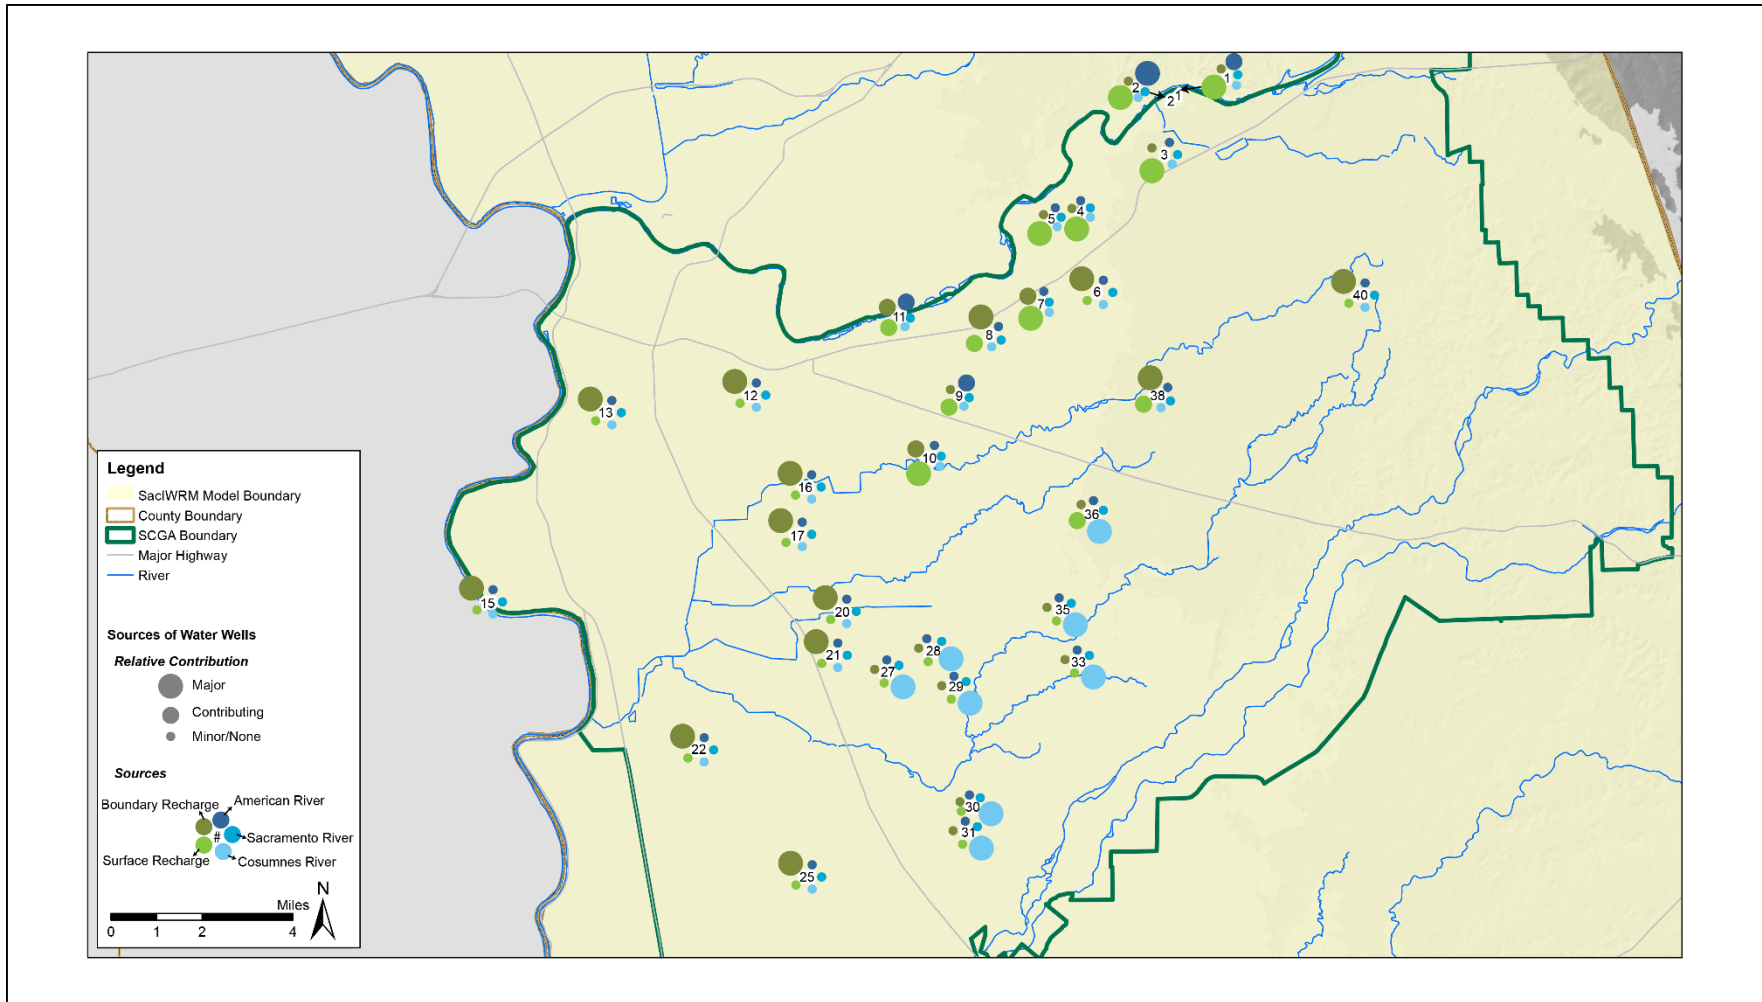 1
2
1
2
3
5
4
6
7
40
11
8
12
9
38
13
10
16
36
17
15
20
35
21
28
33
27
29
22
30
31
25
Legend
SacIWRM Model Boundary
County Boundary
SCGA Boundary
Major Highway
River
Sources of Water Wells
Relative Contribution
Major
Contributing
Minor/None
Sources
Boundary Recharge American River
# Sacramento River
Surface Recharge Cosumnes River
N
Miles
0 1 2 4